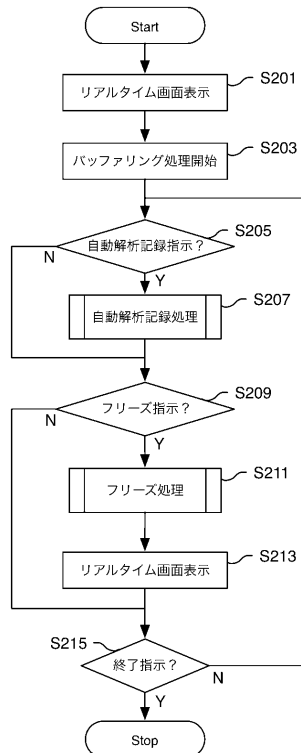 Start
リアルタイム画面表示
S201
バッファリング処理開始
S203
自動解析記録指示？
S205
N
Y
自動解析記録処理
S207
フリーズ指示？
S209
N
Y
フリーズ処理
S211
リアルタイム画面表示
S213
S215
終了指示？
N
Y
Stop